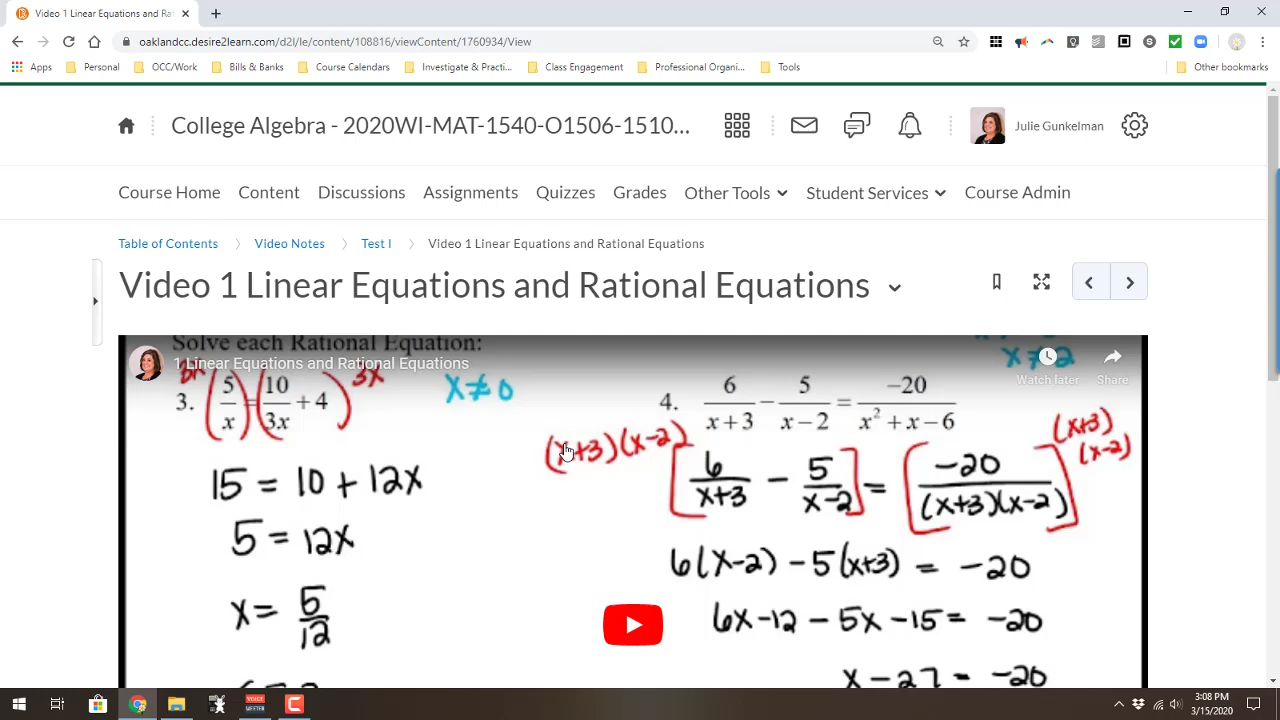 Video 1 Linear Equations and Rati
oaklandcc.desire2learn.com/d2l/le/content/108816/viewContent/1760934/View
Apps Personal OCC/Work Bills & Banks Course Calendars Investigate & Practi... Class Engagement Professional Organi... Tools Other bookmarks
College Algebra - 2020WI-MAT-1540-O1506-1510... Julie Gunkelman
Course Home Content Discussions Assignments Quizzes Grades Other Tools Student Services Course Admin
Table of Contents Video Notes Test I Video 1 Linear Equations and Rational Equations
Video 1 Linear Equations and Rational Equations
Solve each Rational Equation:
1 Linear Equations and Rational Equations
Watch later Share
x ≠ 2
3. (5/x) = (10/3x + 4) 3x x ≠ 0
4. 6/(x+3) − 5/(x−2) = −20/(x² + x − 6)
(x+3)(x-2) [6/(x+3) − 5/(x-2)] = [-20/((x+3)(x-2))] (x+3)(x-2)
15 = 10 + 12x
5 = 12x
x = 5/12
6(x-2) - 5(x+3) = -20
6x-12 - 5x - 15 = -20
x - 27 = -20
3:08 PM
3/15/2020